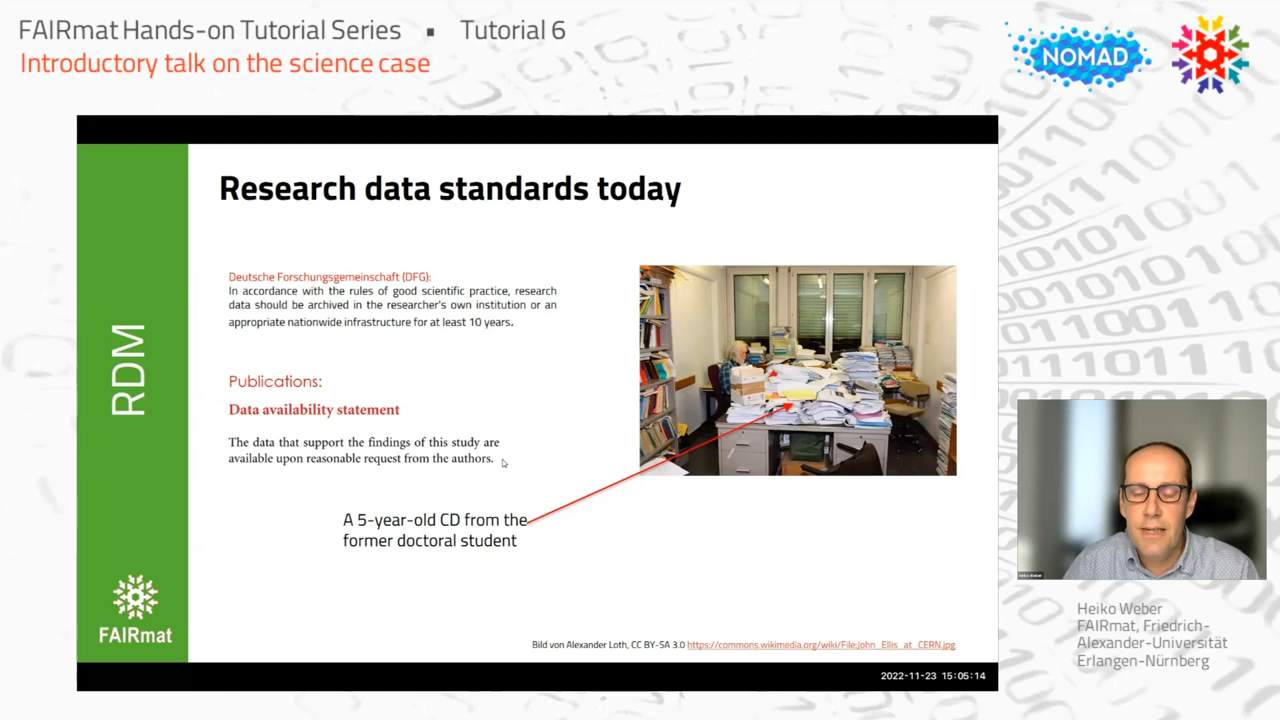 FAIRmat Hands-on Tutorial Series ▪ Tutorial 6
Introductory talk on the science case
NOMAD
Research data standards today
Deutsche Forschungsgemeinschaft (DFG):
In accordance with the rules of good scientific practice, research
data should be archived in the researcher's own institution or an
appropriate nationwide infrastructure for at least 10 years.
RDM
Publications:
Data availability statement
The data that support the findings of this study are
available upon reasonable request from the authors.
A 5-year-old CD from the
former doctoral student
FAIRmat
Bild von Alexander Loth, CC BY-SA 3.0 https://commons.wikimedia.org/wiki/File:John_Ellis_at_CERN.jpg
2022-11-23 15:05:14
Heiko Weber
FAIRmat, Friedrich-
Alexander-Universität
Erlangen-Nürnberg